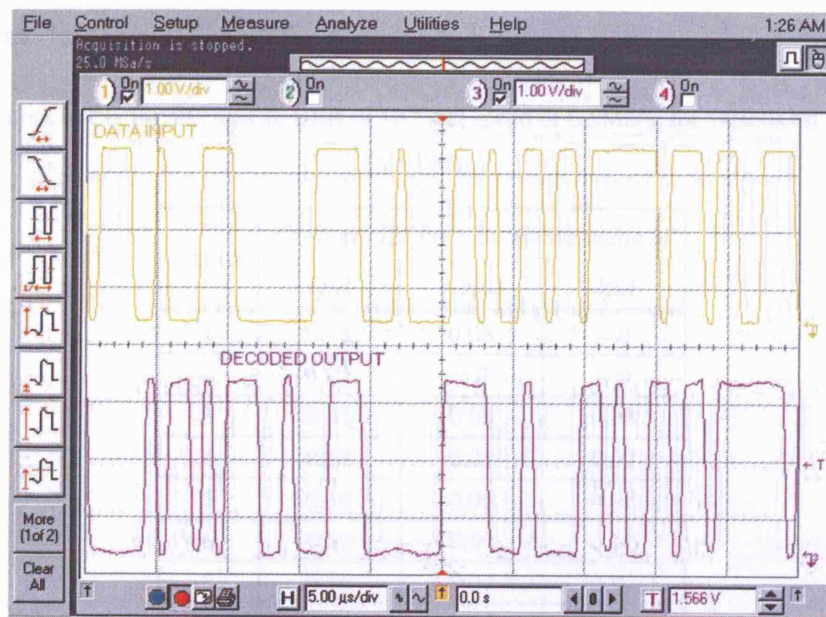 File Control Setup Measure Analyze Utilities Help 1:26 AM
Acquisition is stopped.
25.0 MSa/s
1 On 1.00 V/div 2 On 3 On 1.00 V/div 4 On
DATA INPUT
DECODED OUTPUT
T
More
(1of2)
Clear
All
H 5.00 µs/div 0.0 s 0 T 1.566 V